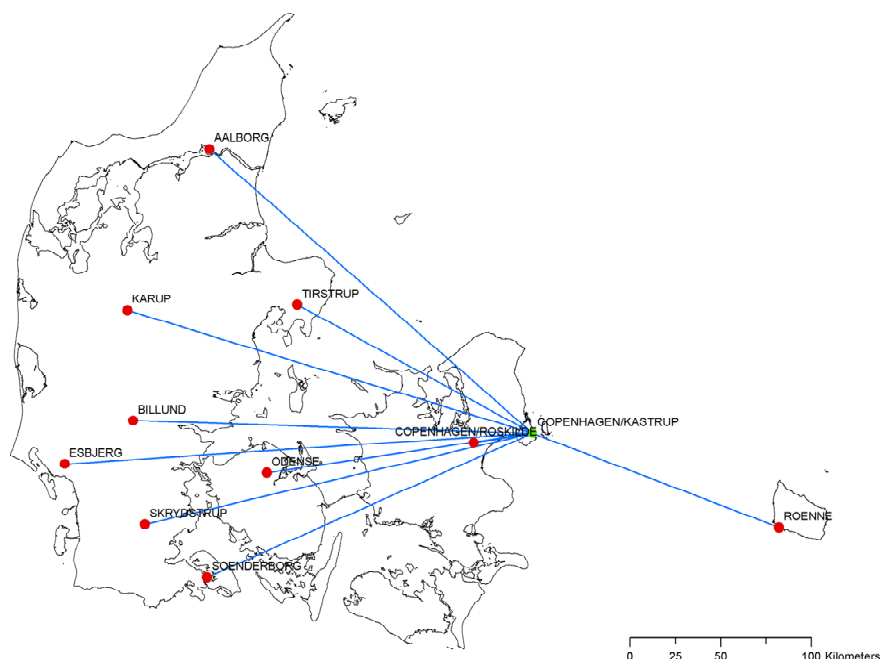 AALBORG
TIRSTRUP
KARUP
BILLUND
COPENHAGEN/KASTRUP
COPENHAGEN/ROSKILDE
ESBJERG
ODENSE
SKRYDSTRUP
ROENNE
SOENDERBORG
0 25 50 100 Kilometers